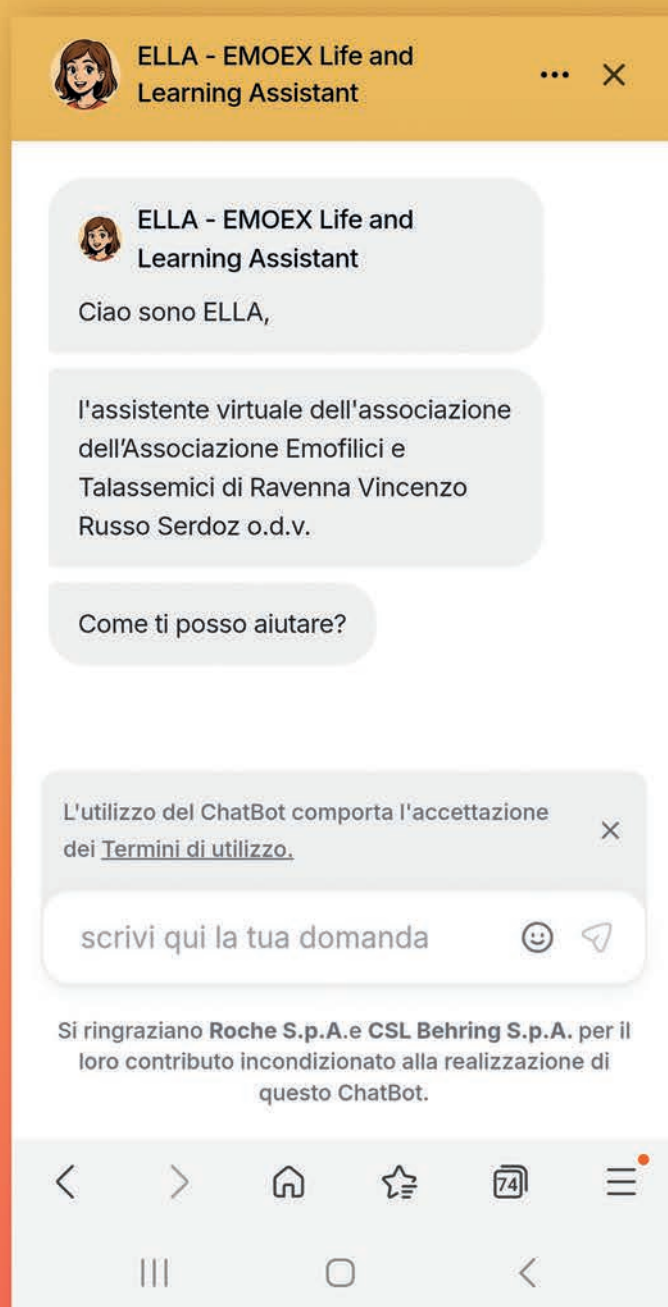 ELLA - EMOEX Life and
Learning Assistant
ELLA - EMOEX Life and
Learning Assistant
Ciao sono ELLA,
l'assistente virtuale dell'associazione
dell’Associazione Emofilici e
Talassemici di Ravenna Vincenzo
Russo Serdoz o.d.v.
Come ti posso aiutare?
L'utilizzo del ChatBot comporta l'accettazione
dei Termini di utilizzo.
scrivi qui la tua domanda
Si ringraziano Roche S.p.A.e CSL Behring S.p.A. per il
loro contributo incondizionato alla realizzazione di
questo ChatBot.
74